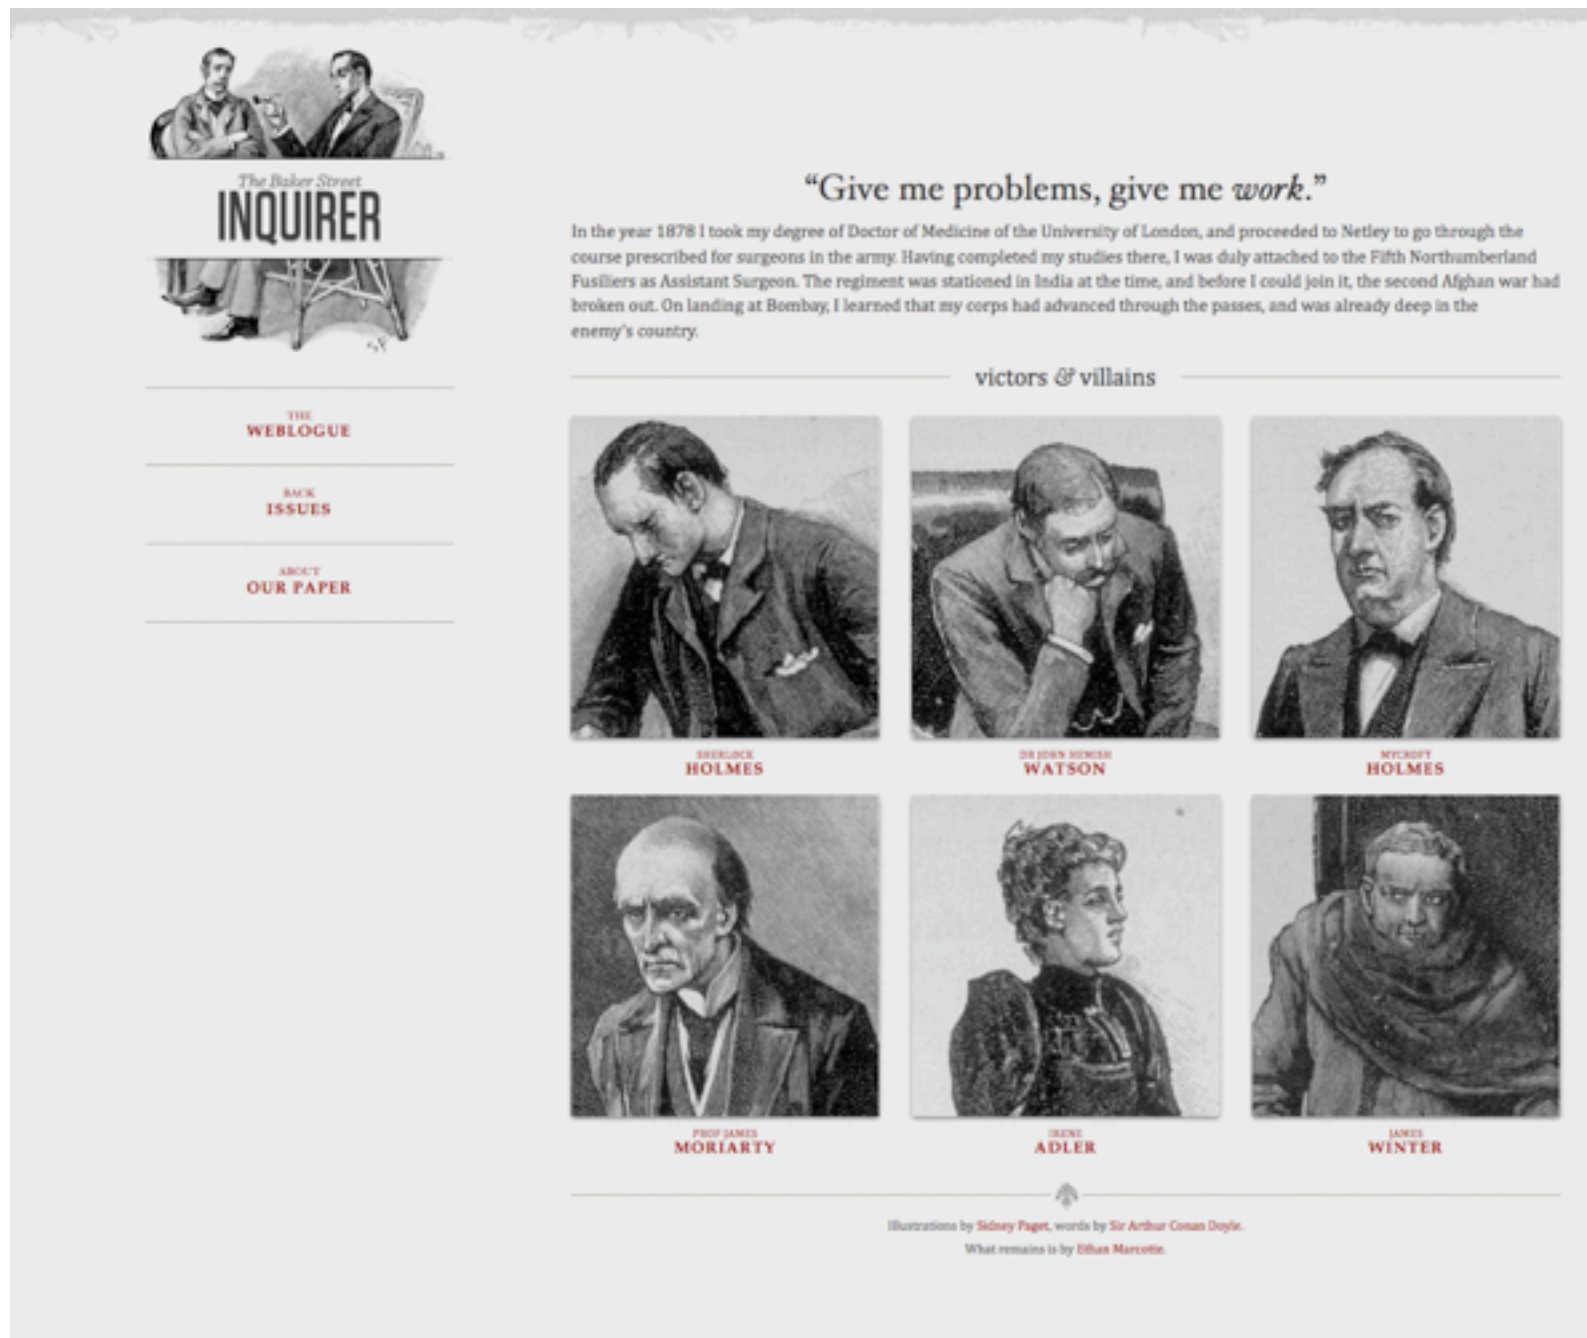 The Baker Street
INQUIRER
THE
WEBLOGUE
BACK
ISSUES
ABOUT
OUR PAPER
“Give me problems, give me work.”
In the year 1878 I took my degree of Doctor of Medicine of the University of London, and proceeded to Netley to go through the
course prescribed for surgeons in the army. Having completed my studies there, I was duly attached to the Fifth Northumberland
Fusiliers as Assistant Surgeon. The regiment was stationed in India at the time, and before I could join it, the second Afghan war had
broken out. On landing at Bombay, I learned that my corps had advanced through the passes, and was already deep in the
enemy’s country.
victors & villains
SHERLOCK
HOLMES
DR JOHN HEMISH
WATSON
MYCROFT
HOLMES
PROF JAMES
MORIARTY
IRENE
ADLER
JAMES
WINTER
Illustrations by Sidney Paget, words by Sir Arthur Conan Doyle.
What remains is by Ethan Marcotte.